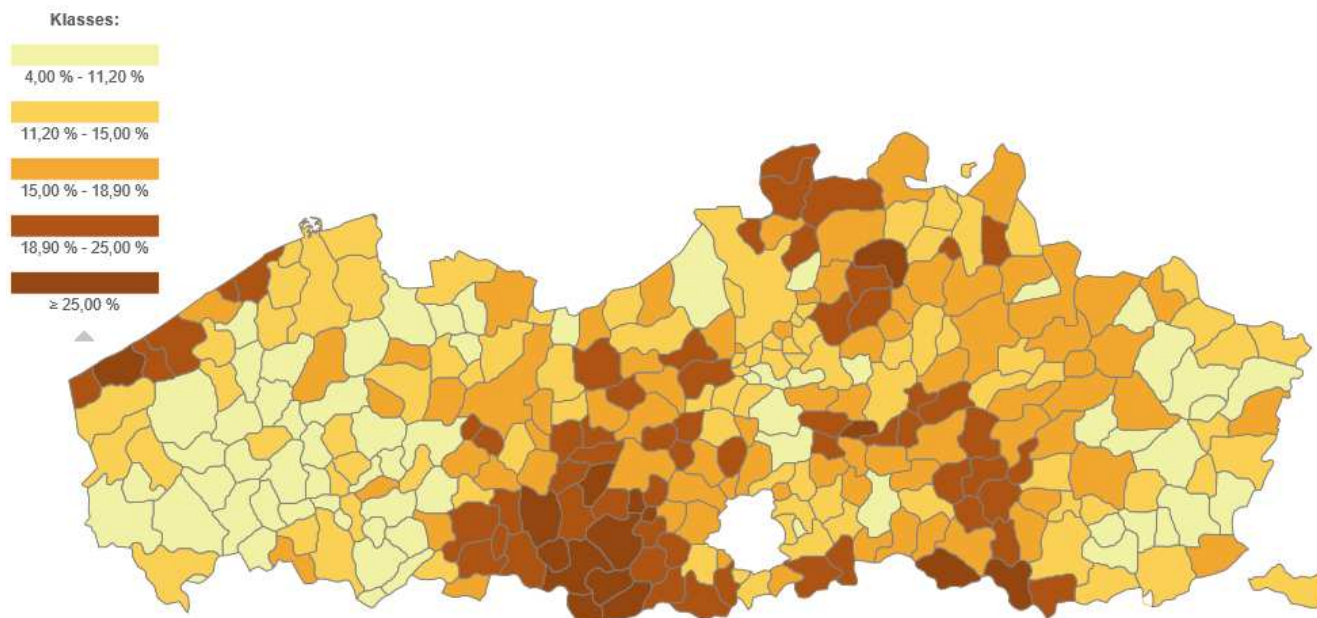 Klasses:
4,00 % - 11,20 %
11,20 % - 15,00 %
15,00 % - 18,90 %
18,90 % - 25,00 %
≥ 25,00 %